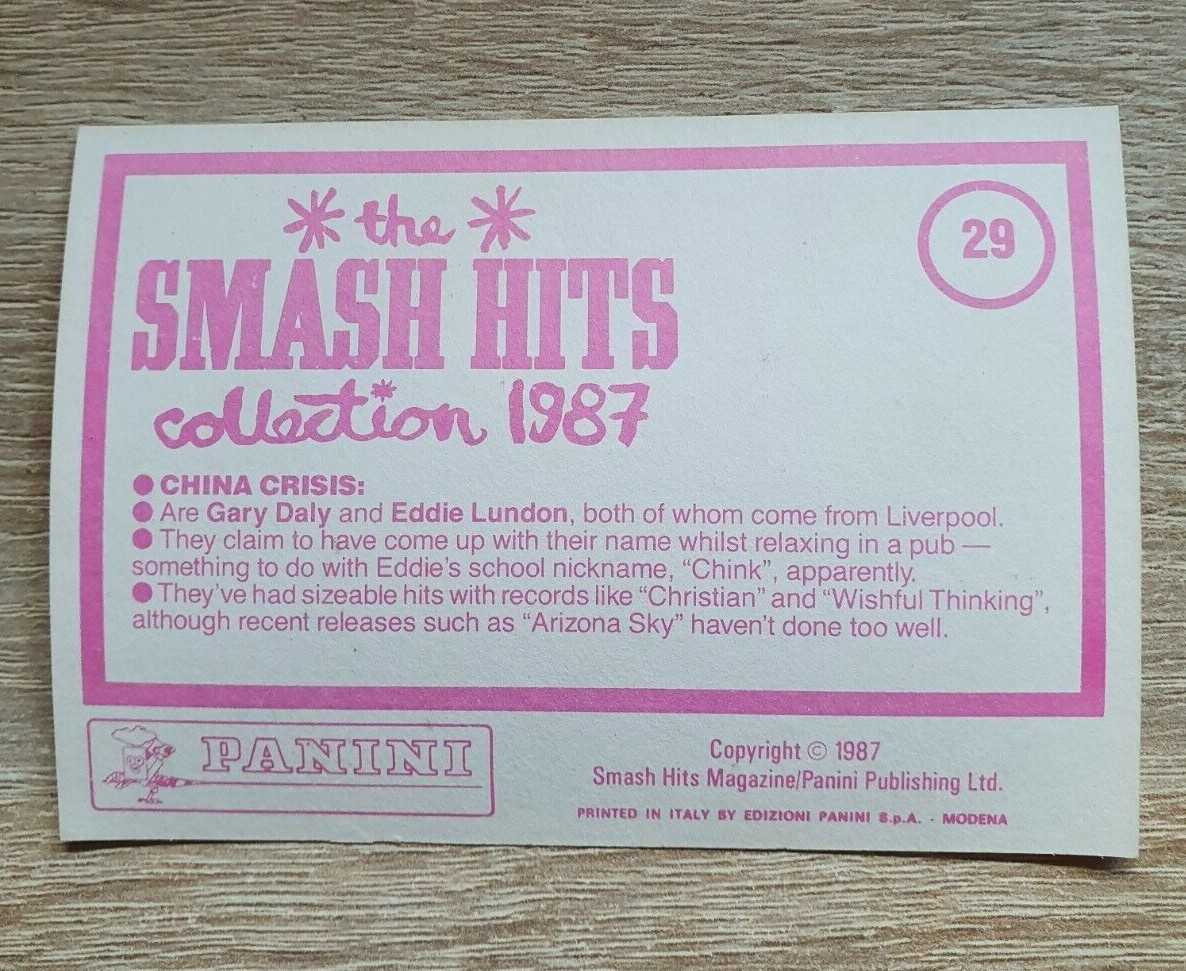 * the *
SMASH HITS
collection 1987
29
● CHINA CRISIS:
● Are Gary Daly and Eddie Lundon, both of whom come from Liverpool.
● They claim to have come up with their name whilst relaxing in a pub —
something to do with Eddie's school nickname, “Chink”, apparently.
● They've had sizeable hits with records like “Christian” and “Wishful Thinking”,
although recent releases such as “Arizona Sky” haven't done too well.
PANINI
Copyright © 1987
Smash Hits Magazine/Panini Publishing Ltd.
PRINTED IN ITALY BY EDIZIONI PANINI S.p.A. - MODENA